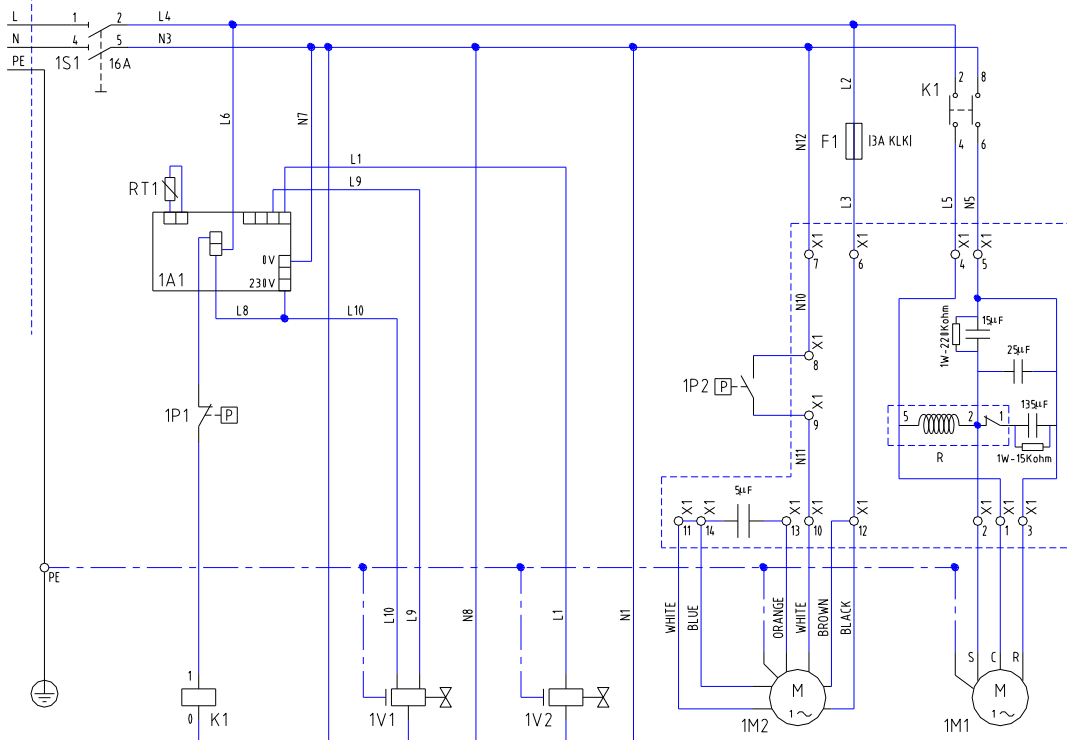 L 1 2 L4
N 4 5 N3
PE 1S1 16A
L6 N7 N12 L2 K1 2 8
F1 |3A KLK|
4 6
L1
L9
RT1
L3 L5 N5
X1 X1 X1 X1
7 6 4 5
0V
230V
1A1
L8 L10
N10
1W-220Kohm 15µF
25µF
X1
8
1P2 P
X1
9
1P1 P
5 2 1 135µF
R 1W-15Kohm
N11
5µF
X1 X1 X1 X1 X1 X1 X1
11 14 13 10 12 2 1 3
PE
L10 L9 N8 L1 N1
WHITE BLUE ORANGE WHITE BROWN BLACK
S C R
1
0 K1
1V1 1V2
M
1~
1M2
M
1~
1M1